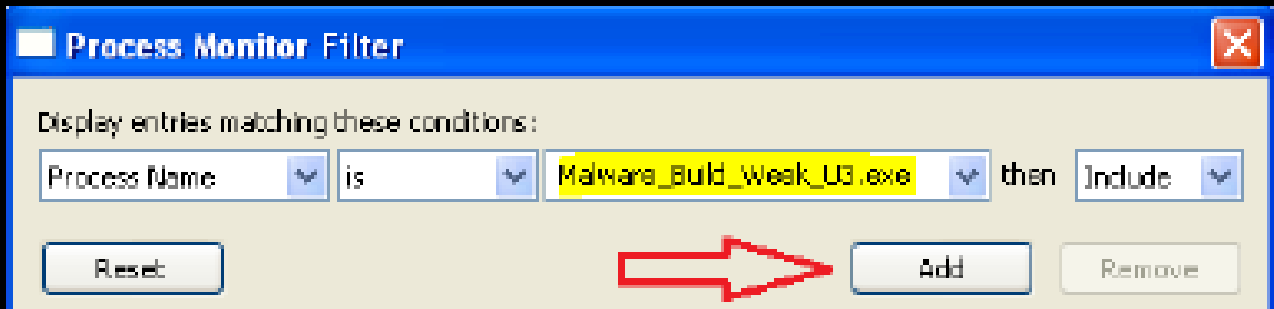 Process Monitor Filter
Display entries matching these conditions:
Process Name is Malware_Build_Week_U3.exe then Include
Reset Add Remove